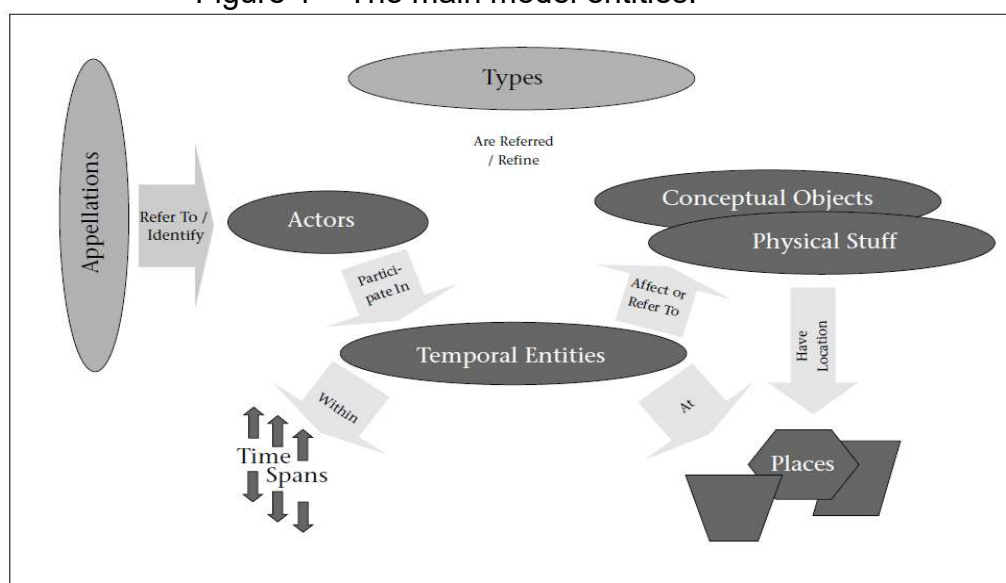 Figure 1 – The main model entities.
Types
Are Referred
/ Refine
Appellations
Refer To /
Identify
Actors
Conceptual Objects
Physical Stuff
Partici-
pate In
Affect or
Refer To
Have
Location
Temporal Entities
Within
At
Time
Spans
Places